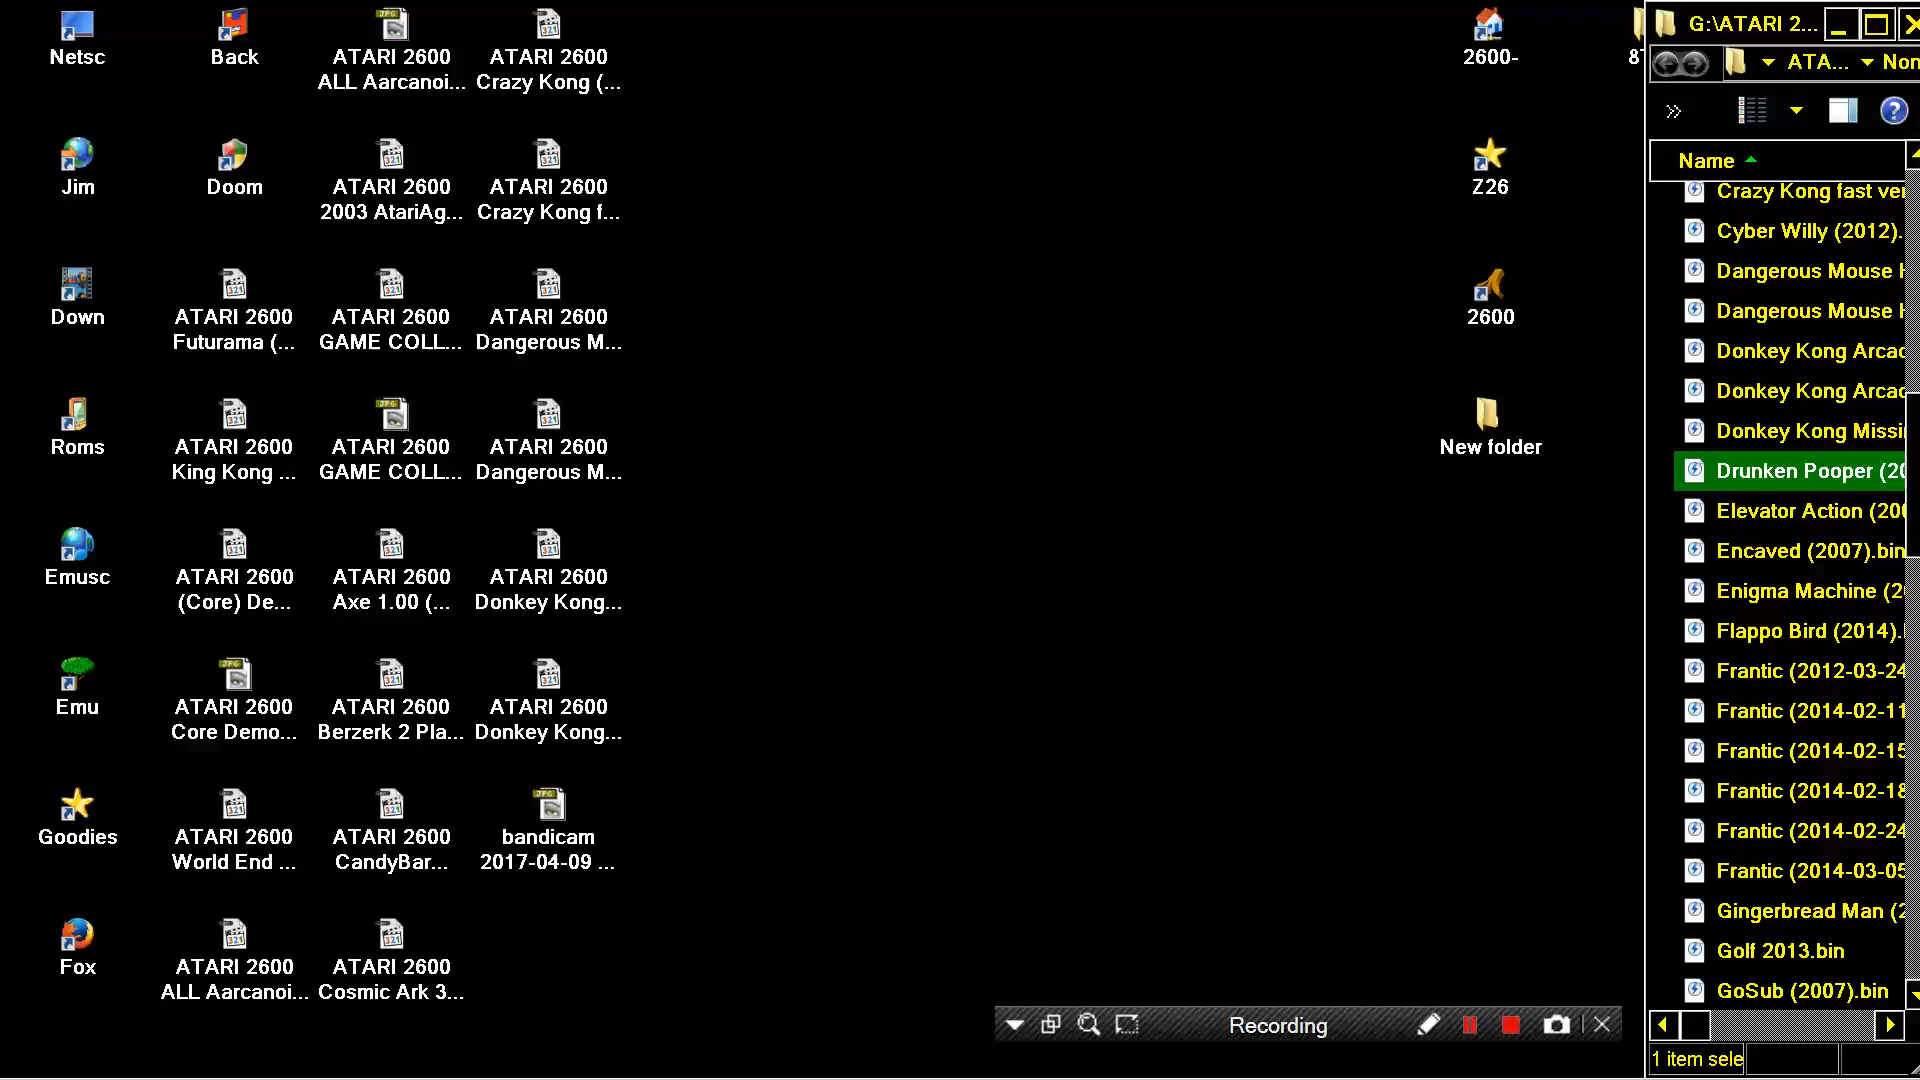 Netsc
Back
ATARI 2600
ALL Aarcanoi...
ATARI 2600
Crazy Kong (...
Jim
Doom
ATARI 2600
2003 AtariAg...
ATARI 2600
Crazy Kong f...
Down
ATARI 2600
Futurama (...
ATARI 2600
GAME COLL...
ATARI 2600
Dangerous M...
Roms
ATARI 2600
King Kong ...
ATARI 2600
GAME COLL...
ATARI 2600
Dangerous M...
Emusc
ATARI 2600
(Core) De...
ATARI 2600
Axe 1.00 (...
ATARI 2600
Donkey Kong...
Emu
ATARI 2600
Core Demo...
ATARI 2600
Berzerk 2 Pla...
ATARI 2600
Donkey Kong...
Goodies
ATARI 2600
World End ...
ATARI 2600
CandyBar...
bandicam
2017-04-09 ...
Fox
ATARI 2600
ALL Aarcanoi...
ATARI 2600
Cosmic Ark 3...
2600-
8
Z26
2600
New folder
Recording
G:\ATARI 2...
ATA... Non
Name
Crazy Kong fast ver
Cyber Willy (2012).
Dangerous Mouse
Dangerous Mouse
Donkey Kong Arcad
Donkey Kong Arcad
Donkey Kong Missi
Drunken Pooper (20
Elevator Action (200
Encaved (2007).bin
Enigma Machine (2
Flappo Bird (2014).
Frantic (2012-03-24
Frantic (2014-02-11
Frantic (2014-02-15
Frantic (2014-02-18
Frantic (2014-02-24
Frantic (2014-03-05
Gingerbread Man (2
Golf 2013.bin
GoSub (2007).bin
1 item sele